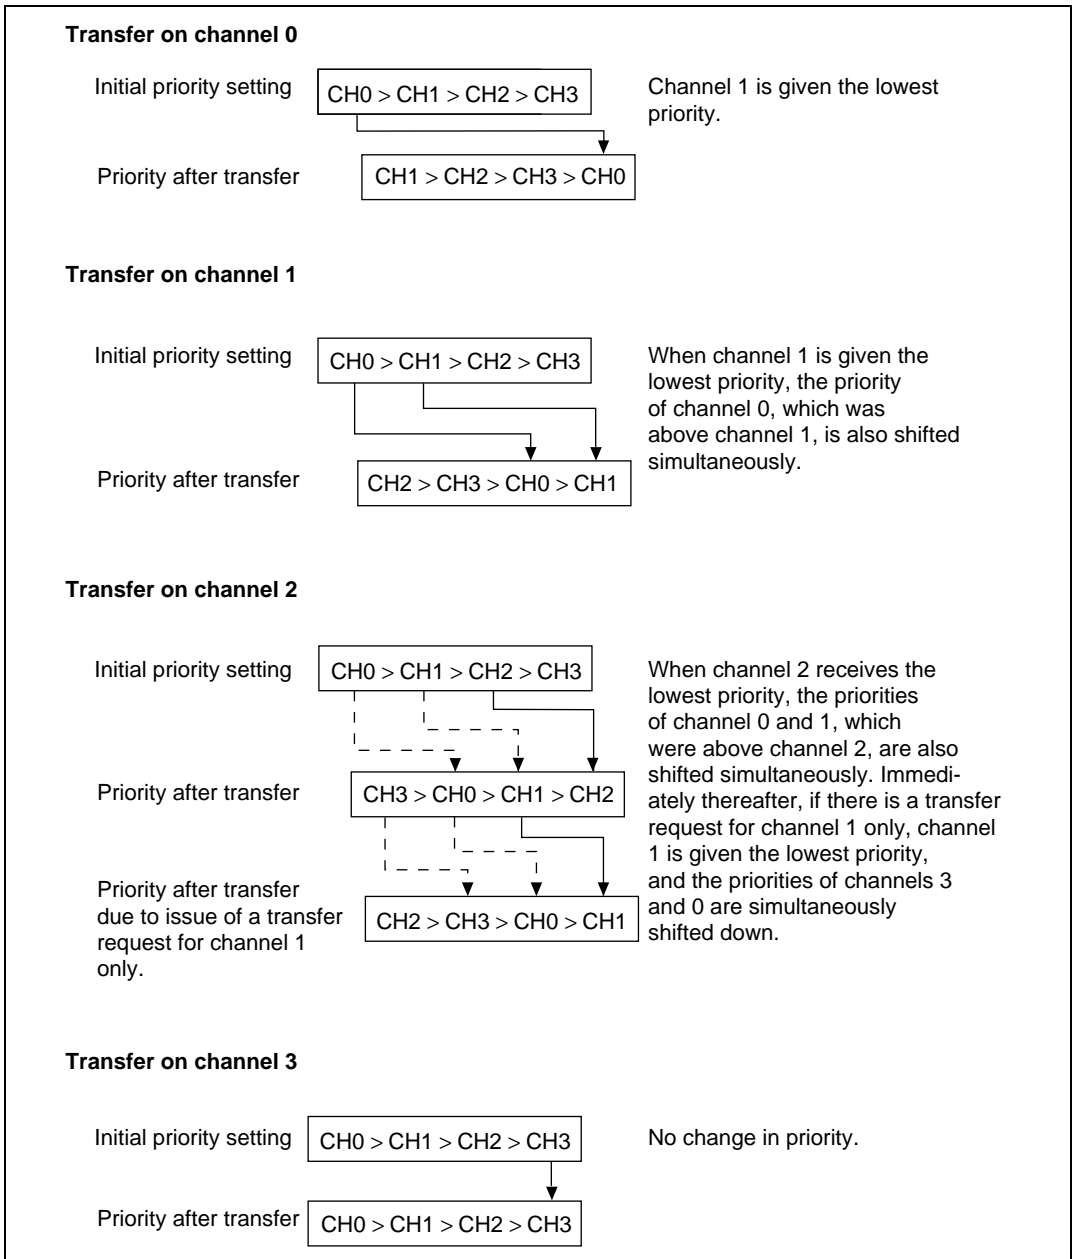 Transfer on channel 0
Initial priority setting
CH0 > CH1 > CH2 > CH3
Channel 1 is given the lowest
priority.
Priority after transfer
CH1 > CH2 > CH3 > CH0
Transfer on channel 1
Initial priority setting
CH0 > CH1 > CH2 > CH3
When channel 1 is given the
lowest priority, the priority
of channel 0, which was
above channel 1, is also shifted
simultaneously.
Priority after transfer
CH2 > CH3 > CH0 > CH1
Transfer on channel 2
Initial priority setting
CH0 > CH1 > CH2 > CH3
When channel 2 receives the
lowest priority, the priorities
of channel 0 and 1, which
were above channel 2, are also
shifted simultaneously. Immedi-
ately thereafter, if there is a transfer
request for channel 1 only, channel
1 is given the lowest priority,
and the priorities of channels 3
and 0 are simultaneously
shifted down.
Priority after transfer
CH3 > CH0 > CH1 > CH2
Priority after transfer
due to issue of a transfer
request for channel 1
only.
CH2 > CH3 > CH0 > CH1
Transfer on channel 3
Initial priority setting
CH0 > CH1 > CH2 > CH3
No change in priority.
Priority after transfer
CH0 > CH1 > CH2 > CH3